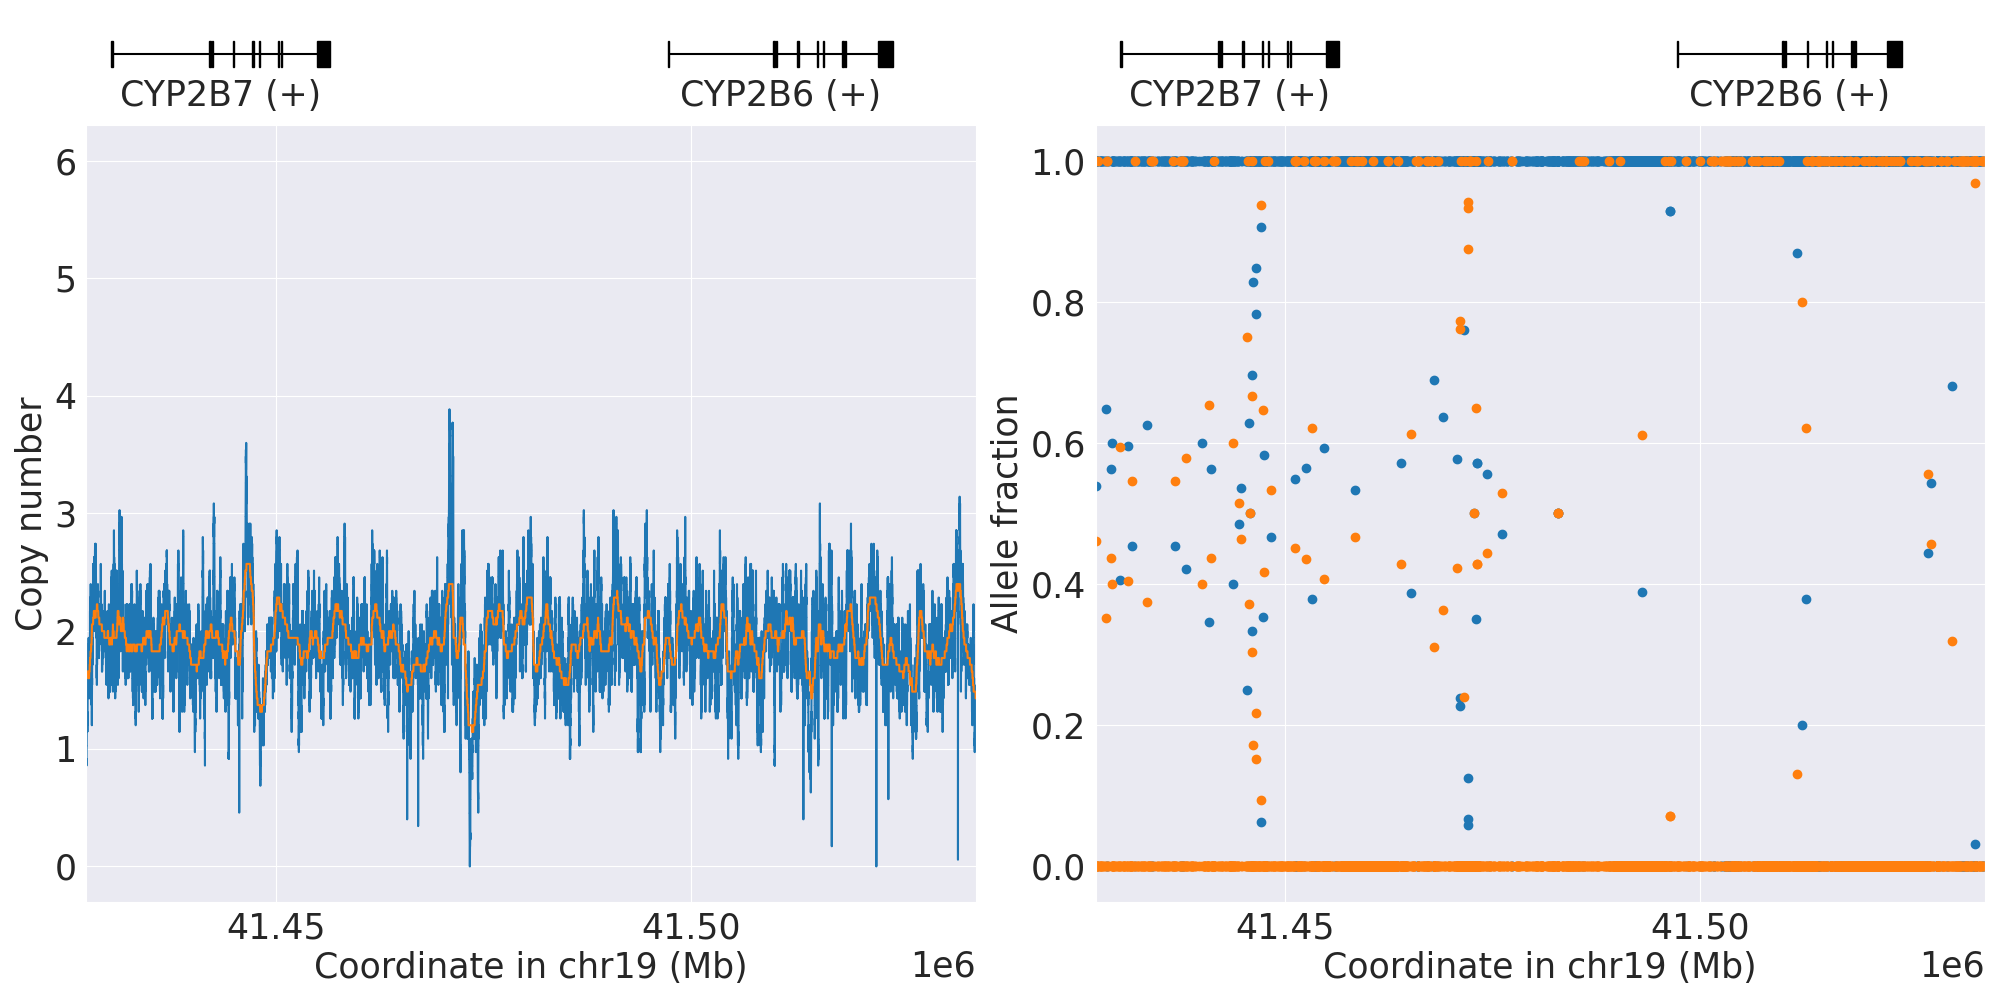 CYP2B7 (+)
CYP2B6 (+)
CYP2B7 (+)
CYP2B6 (+)
6
5
4
3
2
1
0
Copy number
41.45
41.50
Coordinate in chr19 (Mb)
1e6
1.0
0.8
0.6
0.4
0.2
0.0
Allele fraction
41.45
41.50
Coordinate in chr19 (Mb)
1e6